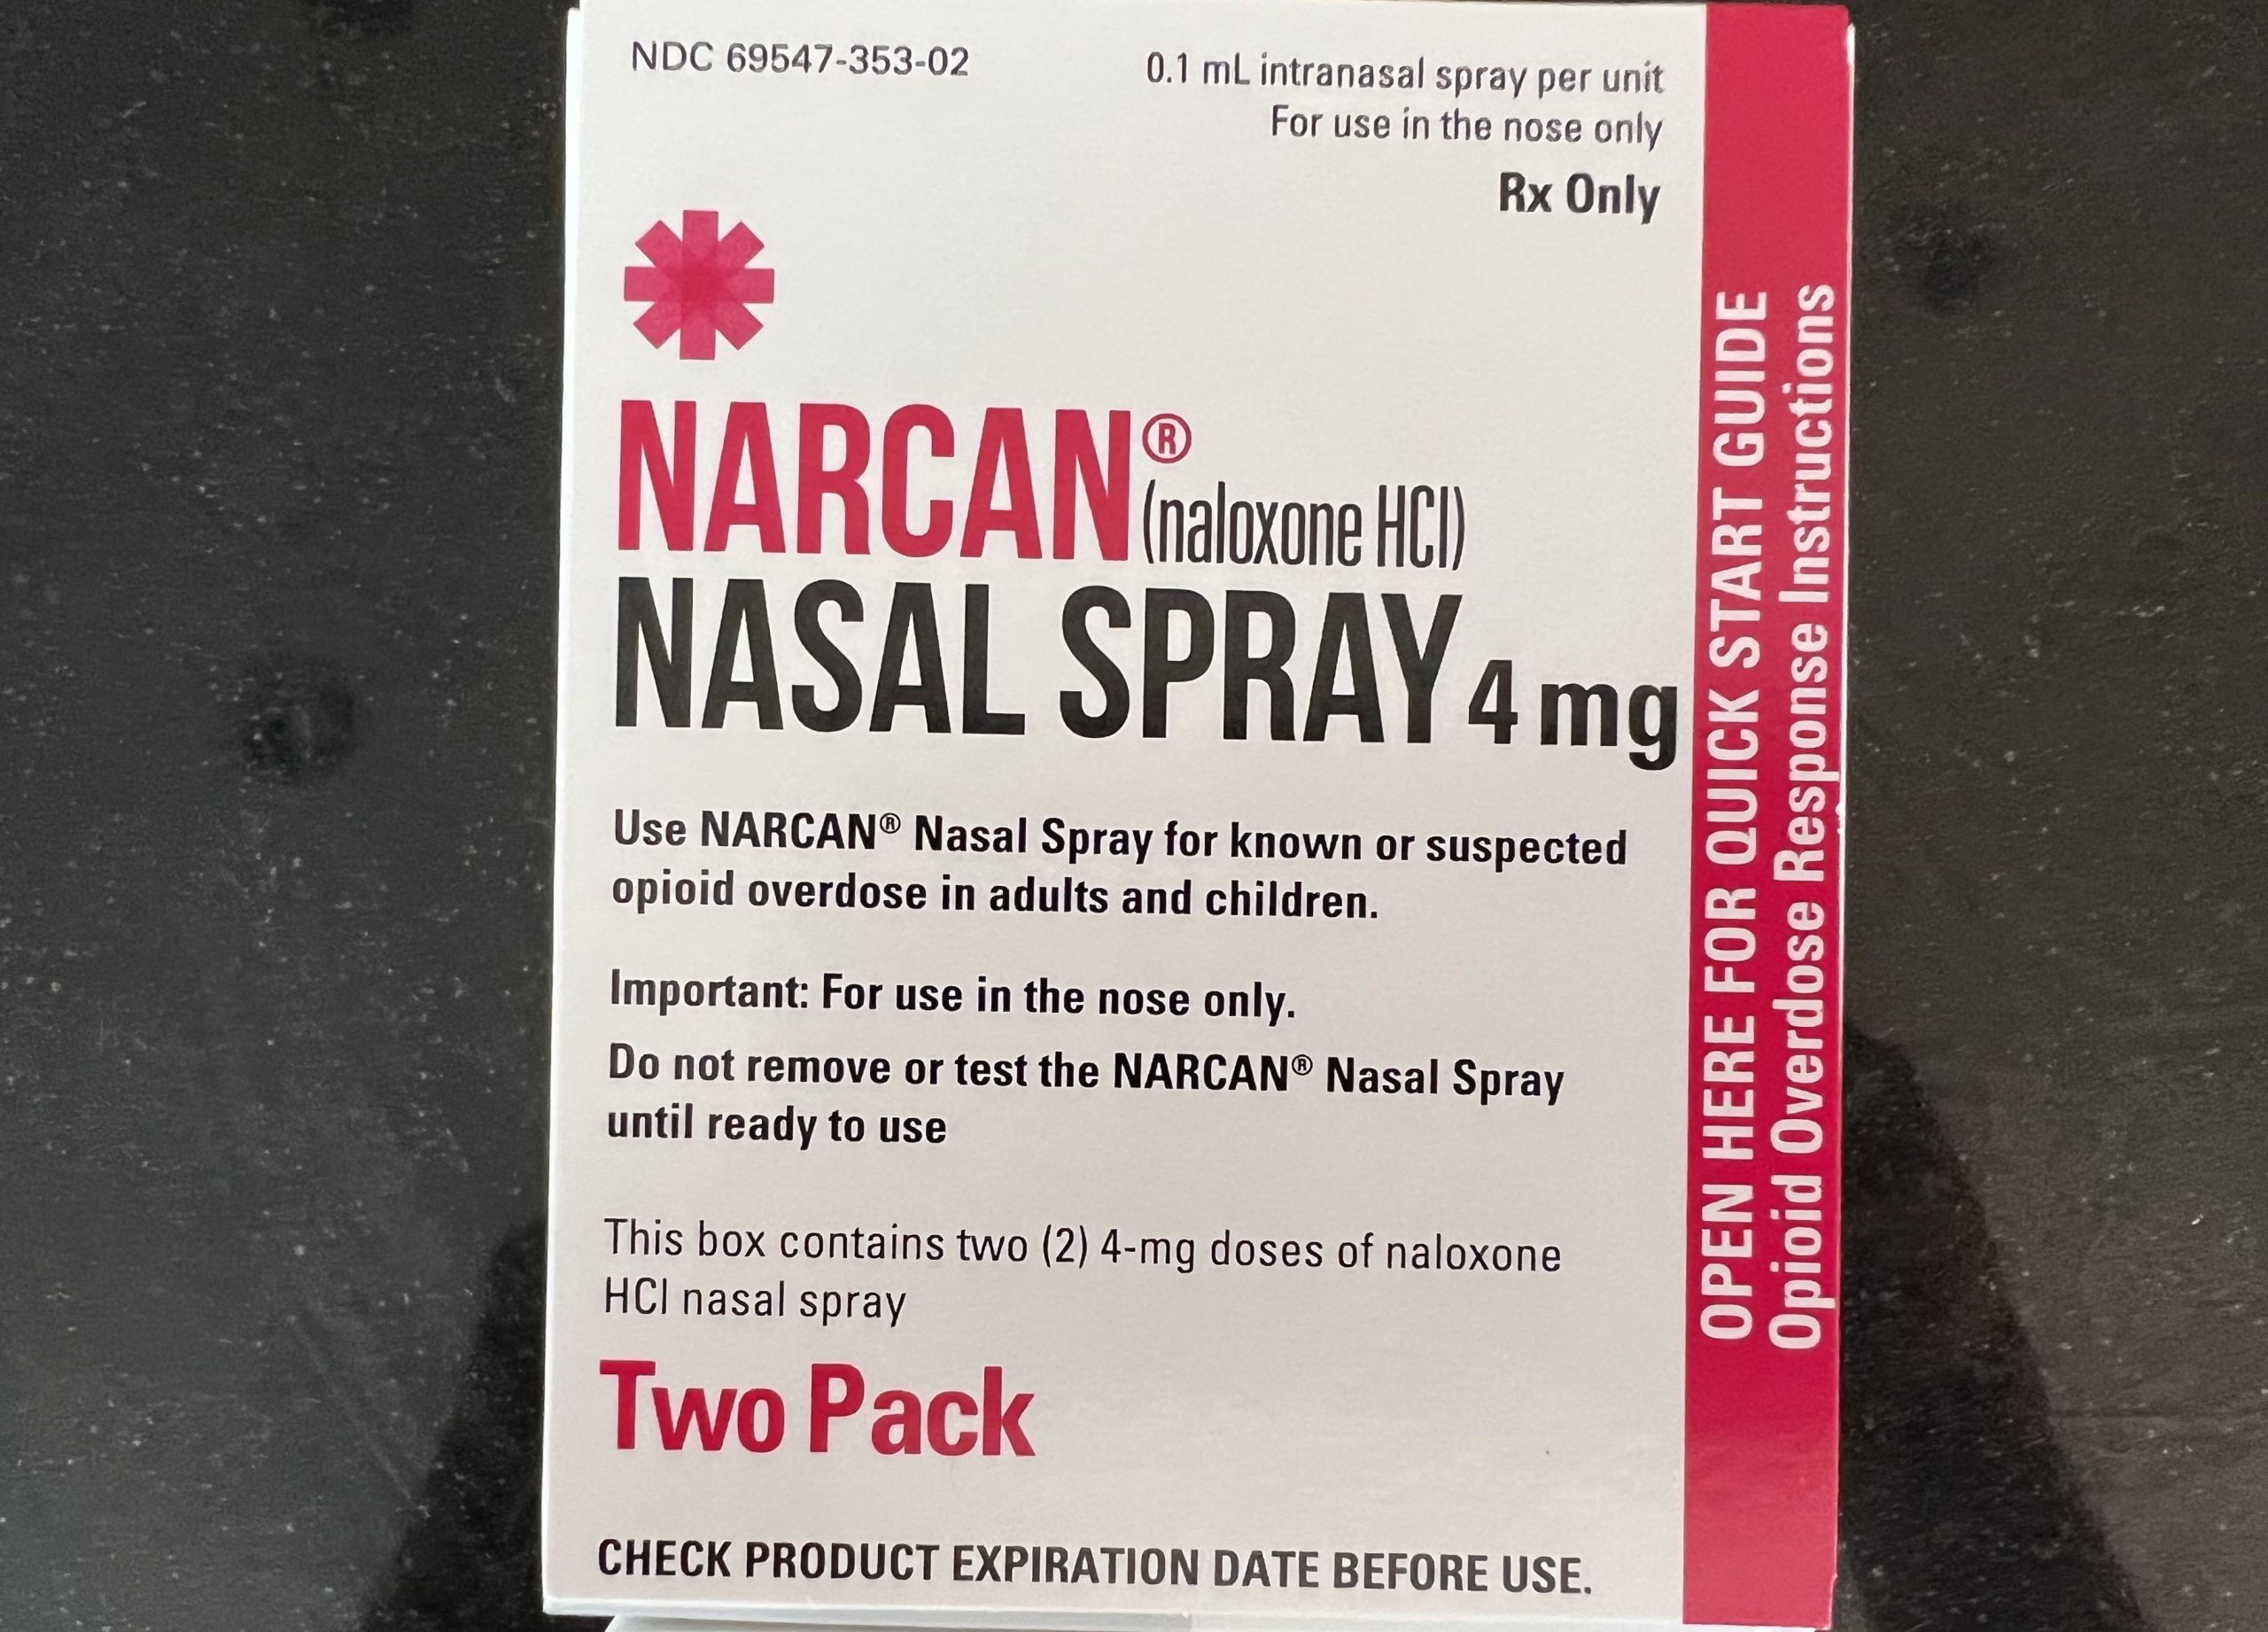 NDC 69547-353-02
0.1 mL intranasal spray per unit
For use in the nose only
Rx Only
NARCAN®
(naloxone HCl)
NASAL SPRAY 4 mg
Use NARCAN® Nasal Spray for known or suspected
opioid overdose in adults and children.
Important: For use in the nose only.
Do not remove or test the NARCAN® Nasal Spray
until ready to use
This box contains two (2) 4-mg doses of naloxone
HCl nasal spray
Two Pack
CHECK PRODUCT EXPIRATION DATE BEFORE USE.
OPEN HERE FOR QUICK START GUIDE
Opioid Overdose Response Instructions